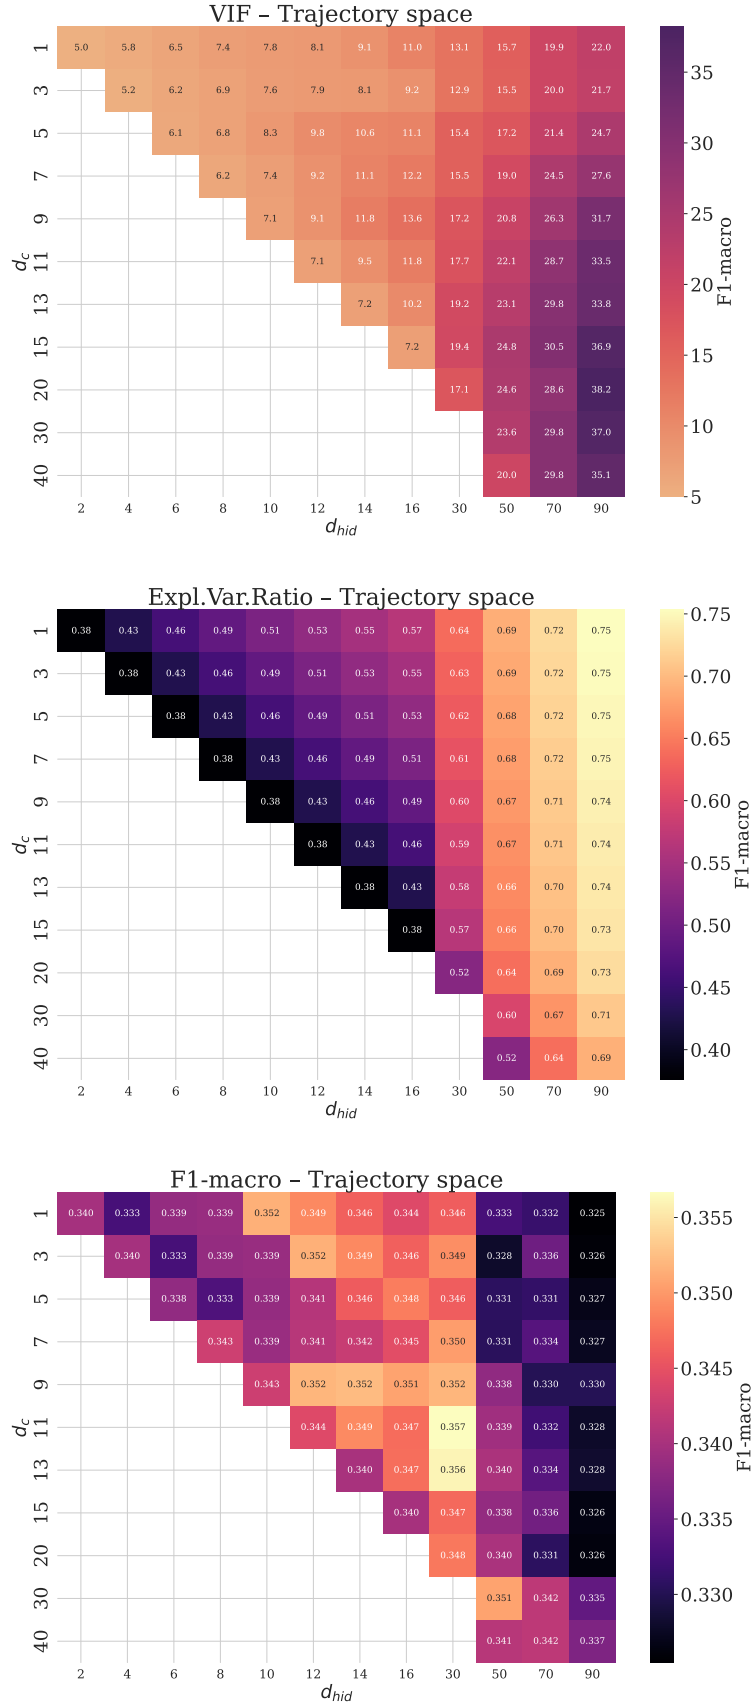 VIF – Trajectory space
1 5.0 5.8 6.5 7.4 7.8 8.1 9.1 11.0 13.1 15.7 19.9 22.0
3 5.2 6.2 6.9 7.6 7.9 8.1 9.2 12.9 15.5 20.0 21.7
5 6.1 6.8 8.3 9.8 10.6 11.1 15.4 17.2 21.4 24.7
7 6.2 7.4 9.2 11.1 12.2 15.5 19.0 24.5 27.6
9 7.1 9.1 11.8 13.6 17.2 20.8 26.3 31.7
11 7.1 9.5 11.8 17.7 22.1 28.7 33.5
13 7.2 10.2 19.2 23.1 29.8 33.8
15 7.2 19.4 24.8 30.5 36.9
20 17.1 24.6 28.6 38.2
30 23.6 29.8 37.0
40 20.0 29.8 35.1
2 4 6 8 10 12 14 16 30 50 70 90
d_hid
d_c
35
30
25
20
15
10
5
F1-macro
Expl.Var.Ratio – Trajectory space
1 0.38 0.43 0.46 0.49 0.51 0.53 0.55 0.57 0.64 0.69 0.72 0.75
3 0.38 0.43 0.46 0.49 0.51 0.53 0.55 0.63 0.69 0.72 0.75
5 0.38 0.43 0.46 0.49 0.51 0.53 0.62 0.68 0.72 0.75
7 0.38 0.43 0.46 0.49 0.51 0.61 0.68 0.72 0.75
9 0.38 0.43 0.46 0.49 0.60 0.67 0.71 0.74
11 0.38 0.43 0.46 0.59 0.67 0.71 0.74
13 0.38 0.43 0.58 0.66 0.70 0.74
15 0.38 0.57 0.66 0.70 0.73
20 0.52 0.64 0.69 0.73
30 0.60 0.67 0.71
40 0.52 0.64 0.69
2 4 6 8 10 12 14 16 30 50 70 90
d_hid
d_c
0.75
0.70
0.65
0.60
0.55
0.50
0.45
0.40
F1-macro
F1-macro – Trajectory space
1 0.340 0.333 0.339 0.339 0.352 0.349 0.346 0.344 0.346 0.333 0.332 0.325
3 0.340 0.333 0.339 0.339 0.352 0.349 0.346 0.349 0.328 0.336 0.326
5 0.338 0.333 0.339 0.341 0.346 0.348 0.346 0.331 0.331 0.327
7 0.343 0.339 0.341 0.342 0.345 0.350 0.331 0.334 0.327
9 0.343 0.352 0.352 0.351 0.352 0.338 0.330 0.330
11 0.344 0.349 0.347 0.357 0.339 0.332 0.328
13 0.340 0.347 0.356 0.340 0.334 0.328
15 0.340 0.347 0.338 0.336 0.326
20 0.348 0.340 0.331 0.326
30 0.351 0.342 0.335
40 0.341 0.342 0.337
2 4 6 8 10 12 14 16 30 50 70 90
d_hid
d_c
0.355
0.350
0.345
0.340
0.335
0.330
F1-macro